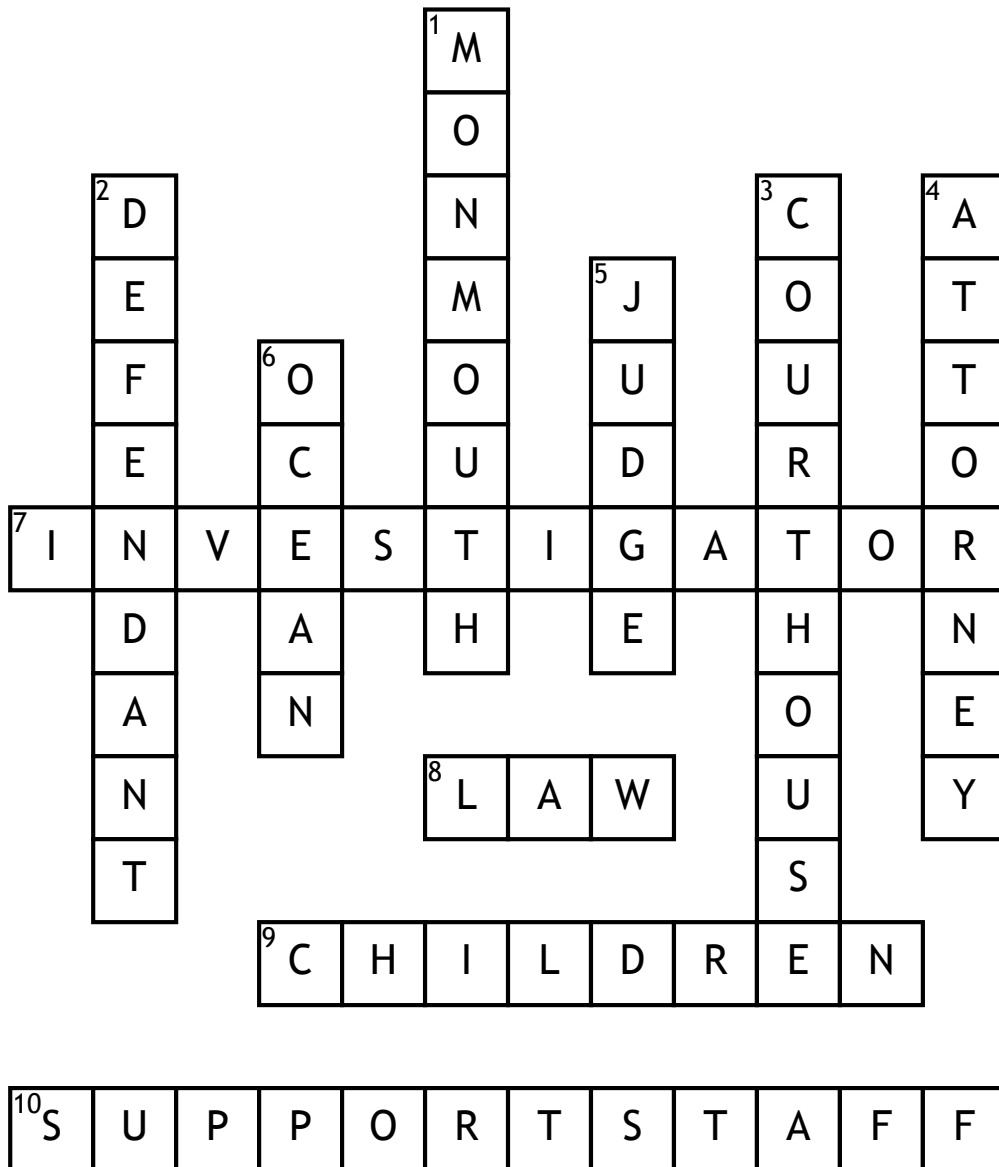 1 M
O
2 D N 3 C 4 A
E M 5 J O T
F 6 O O U U T
E C U D R O
7 I N V E S T I G A T O R
D A H E H N
A N O E
N 8 L A W U Y
T S
9 C H I L D R E N
10 S U P P O R T S T A F F